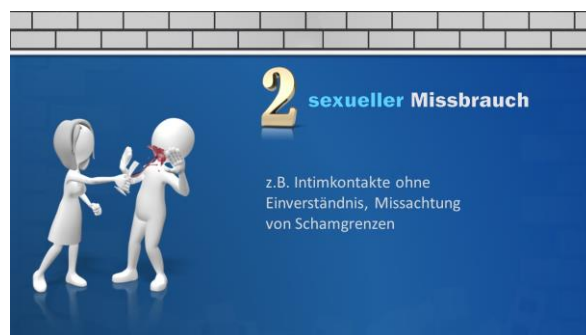 2 sexueller Missbrauch
z.B. Intimkontakte ohne
Einverständnis, Missachtung
von Schamgrenzen